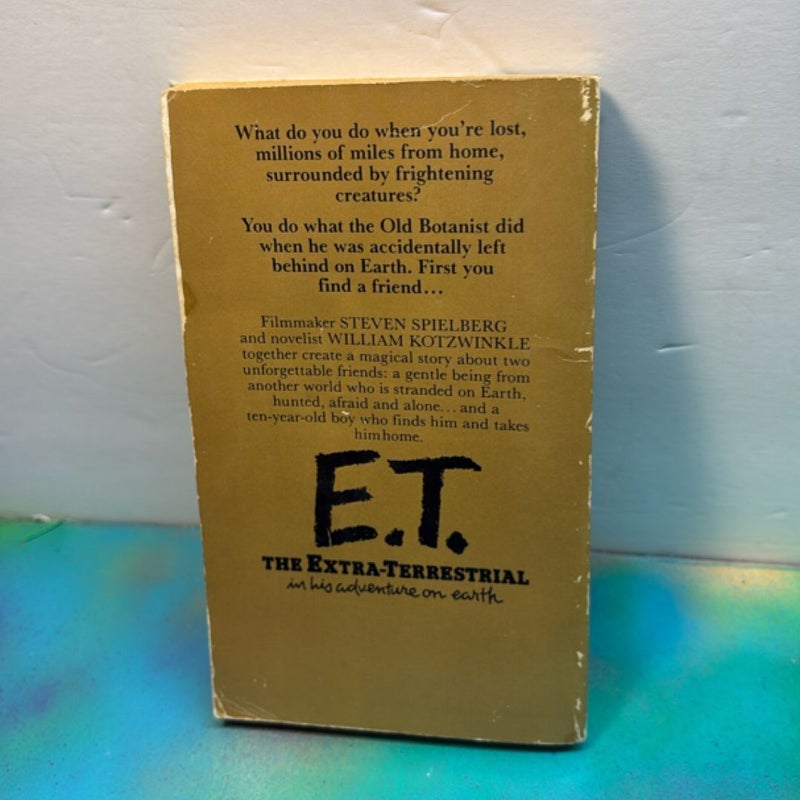 What do you do when you're lost,
millions of miles from home,
surrounded by frightening
creatures?
You do what the Old Botanist did
when he was accidentally left
behind on Earth. First you
find a friend...
Filmmaker STEVEN SPIELBERG
and novelist WILLIAM KOTZWINKLE
together create a magical story about two
unforgettable friends: a gentle being from
another world who is stranded on Earth,
hunted, afraid and alone... and a
ten-year-old boy who finds him and takes
him home.
E.T.
THE EXTRA-TERRESTRIAL
in his adventure on earth